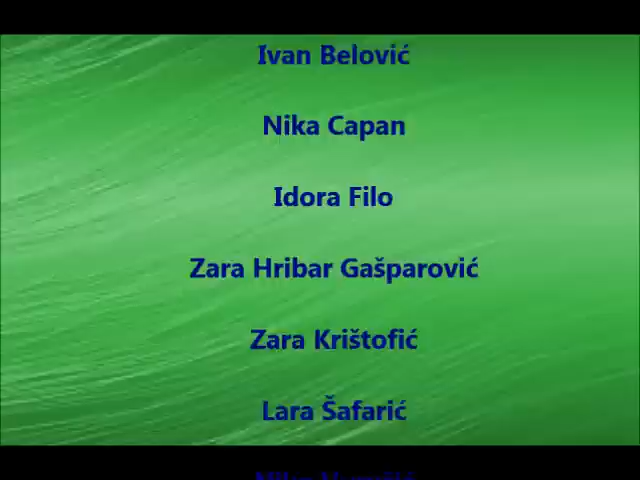 Ivan Belović
Nika Capan
Idora Filo
Zara Hribar Gašparović
Zara Krištofić
Lara Šafarić